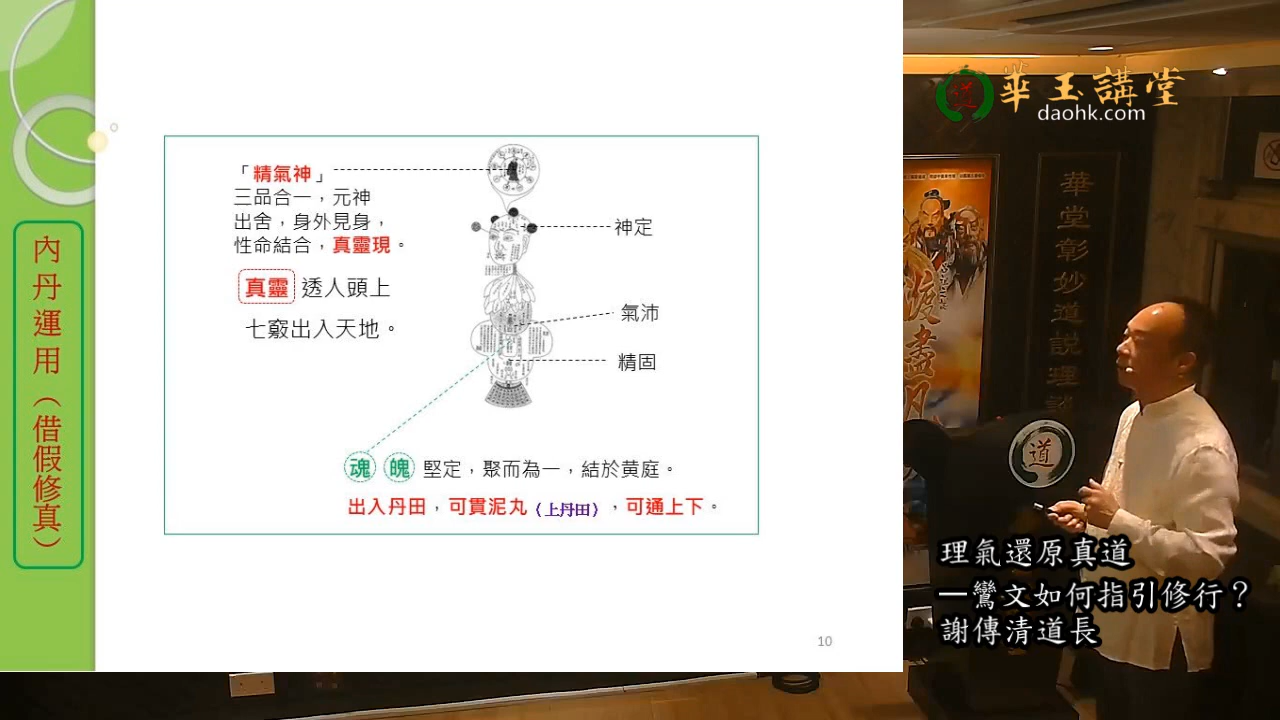 內丹運用（借假修真）
「精氣神」
三品合一，元神
出舍，身外見身，
性命結合，真靈現。
真靈 透人頭上
七竅出入天地。
神定
氣沛
精固
魂 魄 堅定，聚而為一，結於黃庭。
出入丹田，可貫泥丸（上丹田），可通上下。
10
華玉講堂
daohk.com
渡盡
華堂彰妙道說理談
道
理氣還原真道
—鸞文如何指引修行？
謝傳清道長